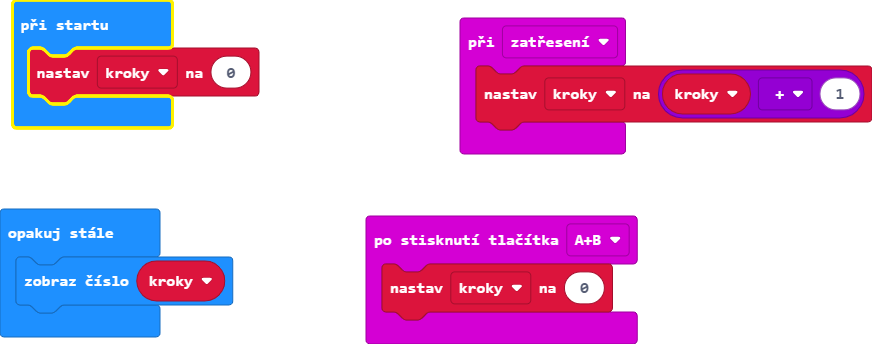 při startu
nastav kroky na 0
při zatřesení
nastav kroky na kroky + 1
opakuj stále
zobraz číslo kroky
po stisknutí tlačítka A+B
nastav kroky na 0